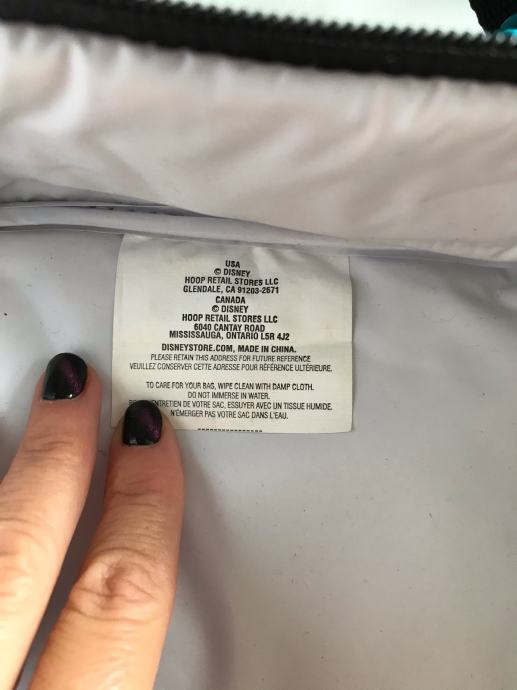 USA
© DISNEY
HOOP RETAIL STORES LLC
GLENDALE, CA 91203-2671
CANADA
© DISNEY
HOOP RETAIL STORES LLC
6040 CANTAY ROAD
MISSISSAUGA, ONTARIO L5R 4J2
DISNEYSTORE.COM, MADE IN CHINA.
PLEASE RETAIN THIS ADDRESS FOR FUTURE REFERENCE
VEUILLEZ CONSERVER CETTE ADRESSE POUR RÉFÉRENCE ULTÉRIEURE.
TO CARE FOR YOUR BAG, WIPE CLEAN WITH DAMP CLOTH.
DO NOT IMMERSE IN WATER.
ENTRETIEN DE VOTRE SAC, ESSUYER AVEC UN TISSUE HUMIDE.
N'ÉMERGER PAS VOTRE SAC DANS L'EAU.